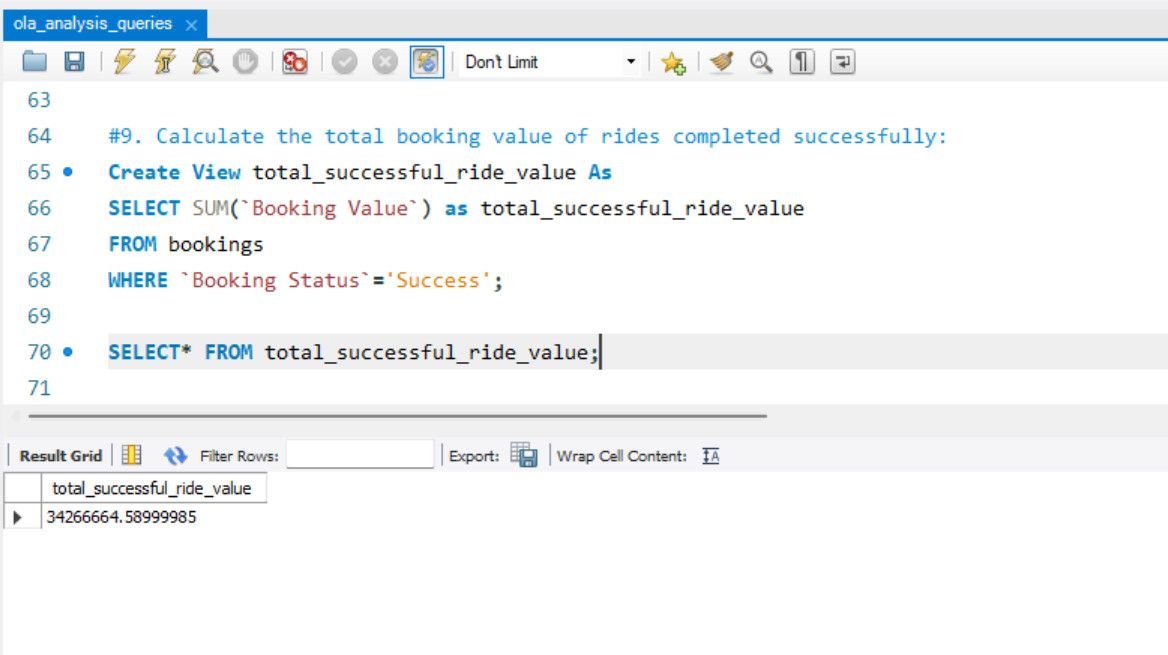 ola_analysis_queries
Don't Limit
63
64 #9. Calculate the total booking value of rides completed successfully:
65 Create View total_successful_ride_value As
66 SELECT SUM(`Booking Value`) as total_successful_ride_value
67 FROM bookings
68 WHERE `Booking Status`='Success';
69
70 SELECT* FROM total_successful_ride_value;
71
Result Grid Filter Rows: Export: Wrap Cell Content:
total_successful_ride_value
34266664.58999985